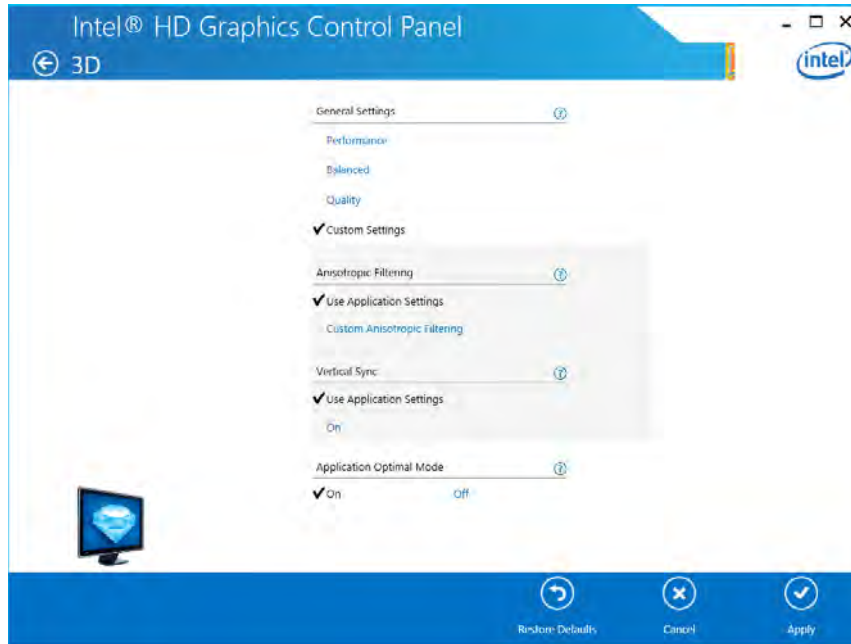 Intel® HD Graphics Control Panel
3D
intel
General Settings
?
Performance
Balanced
Quality
Custom Settings
Anisotropic Filtering
?
Use Application Settings
Custom Anisotropic Filtering
Vertical Sync
?
Use Application Settings
On
Application Optimal Mode
?
On Off
Restore Defaults Cancel Apply